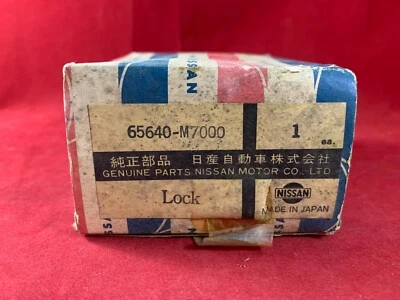 NISSAN
65640-M7000
1
ea.
純正部品 日産自動車株式会社
GENUINE PARTS NISSAN MOTOR CO., LTD
Lock
NISSAN
MADE IN JAPAN